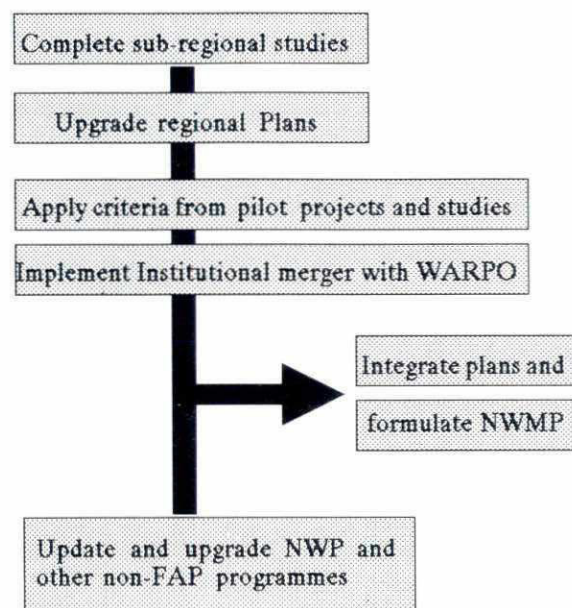 Complete sub-regional studies
Upgrade regional Plans
Apply criteria from pilot projects and studies
Implement Institutional merger with WARPO
Integrate plans and
formulate NWMP
Update and upgrade NWP and
other non-FAP programmes